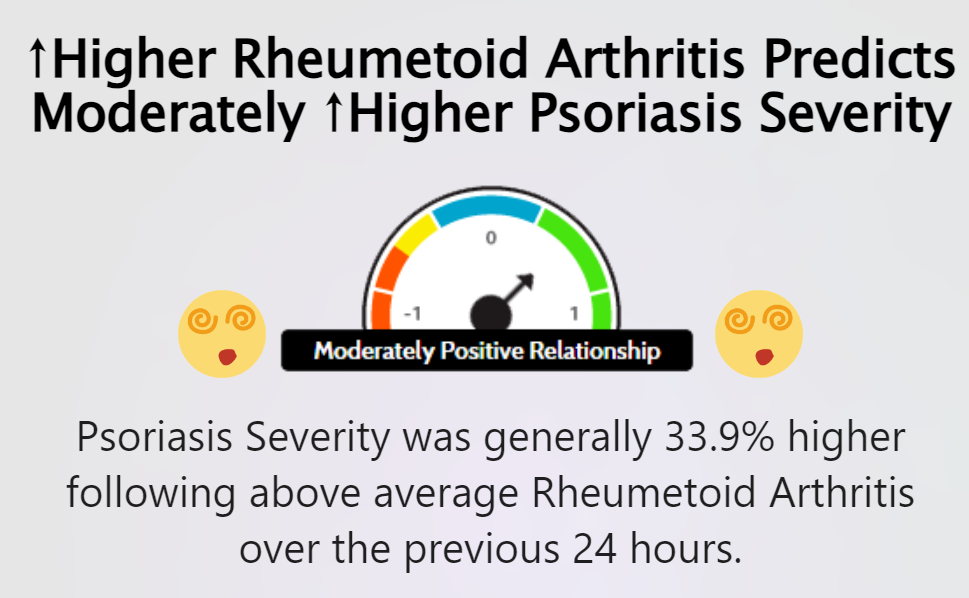 ↑Higher Rheumetoid Arthritis Predicts
Moderately ↑Higher Psoriasis Severity
0
-1
1
Moderately Positive Relationship
Psoriasis Severity was generally 33.9% higher
following above average Rheumetoid Arthritis
over the previous 24 hours.